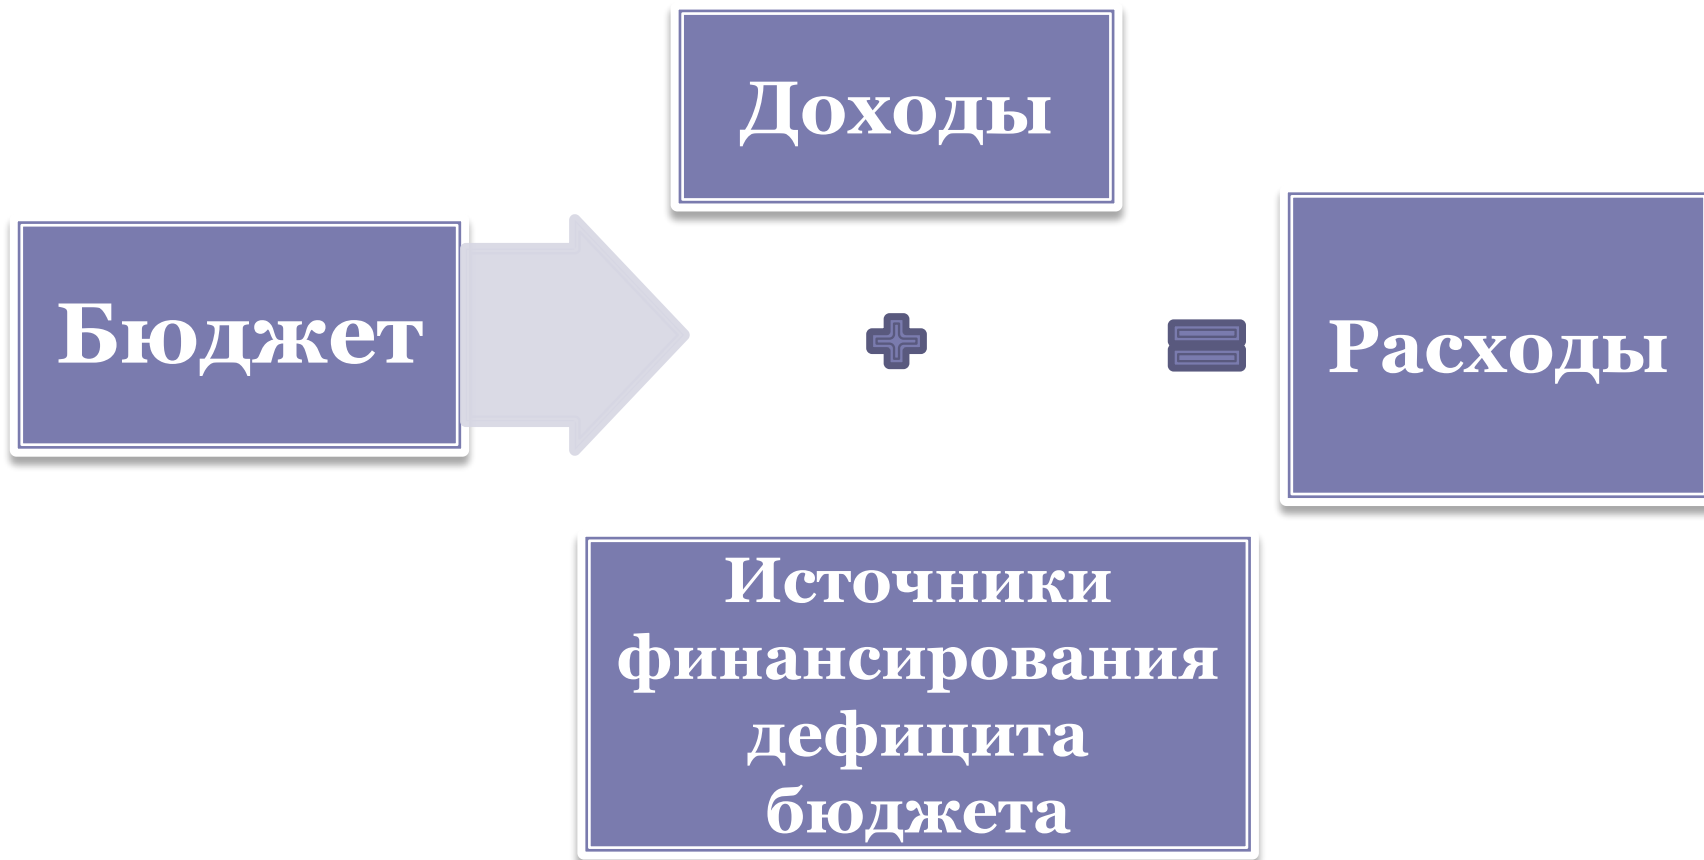 Доходы
Бюджет
+
=
Расходы
Источники
финансирования
дефицита
бюджета